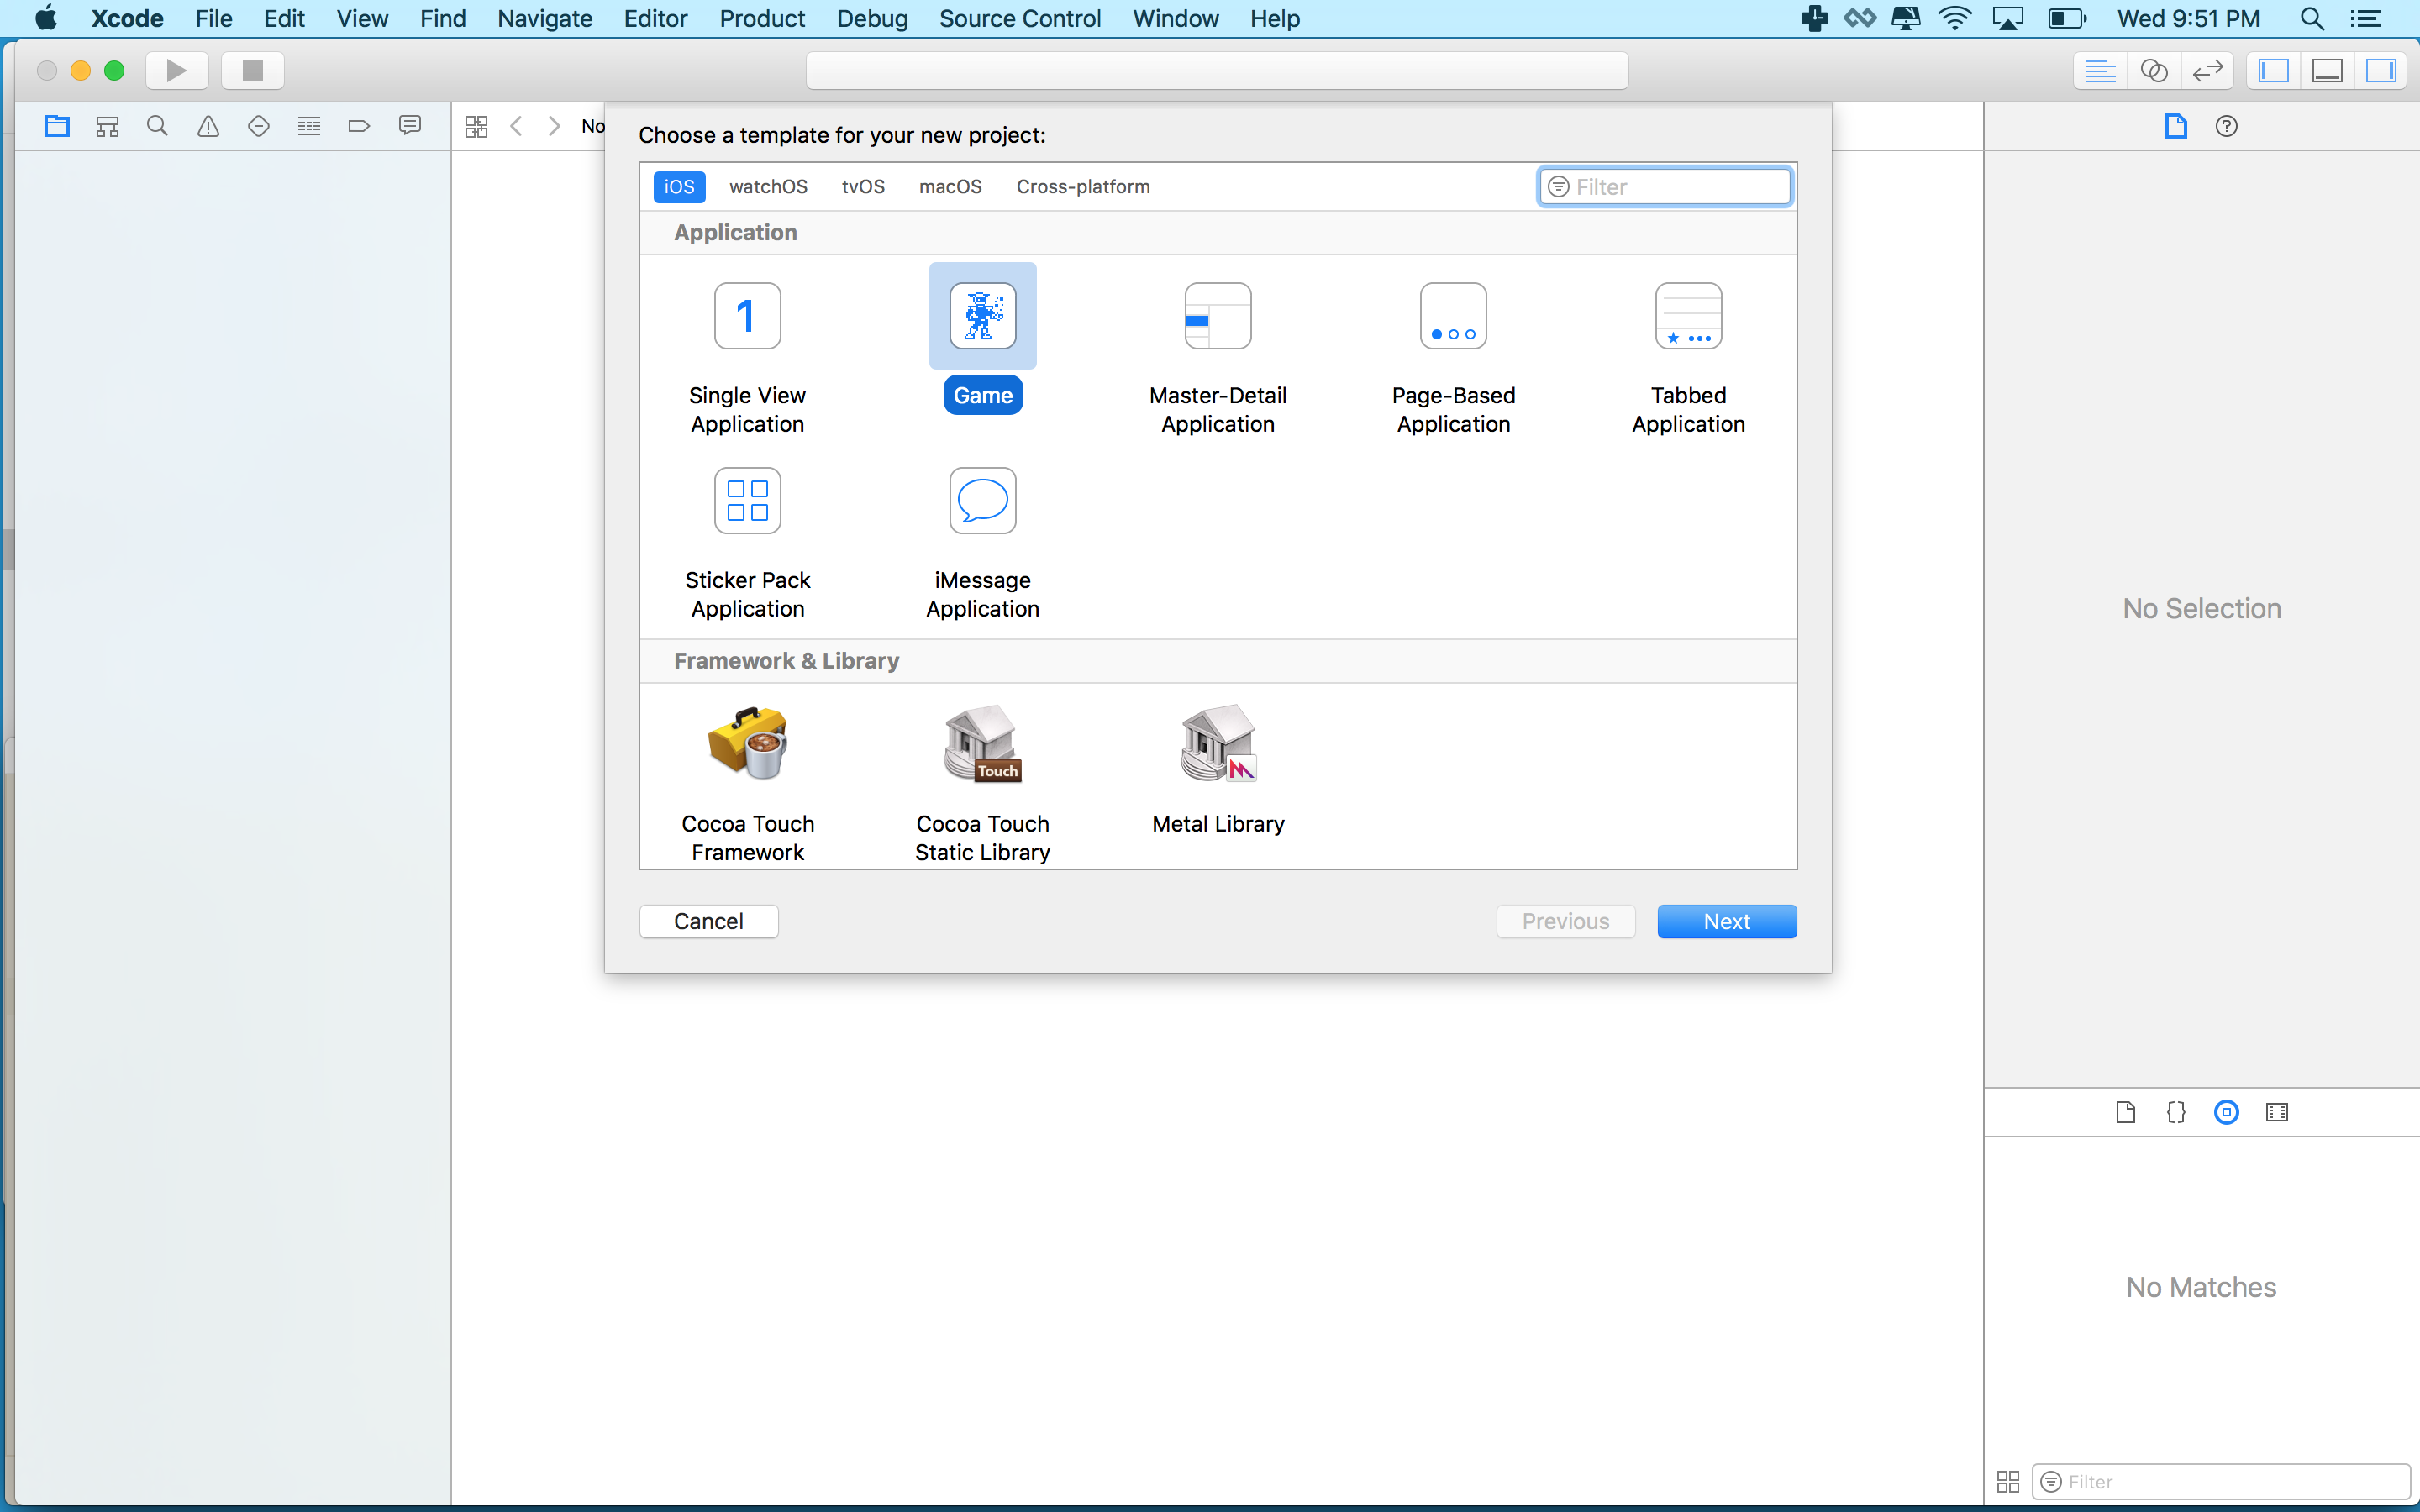 Xcode File Edit View Find Navigate Editor Product Debug Source Control Window Help Wed 9:51 PM
No
Choose a template for your new project:
iOS watchOS tvOS macOS Cross-platform Filter
Application
1
Single View
Application
Game
Master-Detail
Application
Page-Based
Application
Tabbed
Application
Sticker Pack
Application
iMessage
Application
Framework & Library
Touch
Cocoa Touch
Framework
Cocoa Touch
Static Library
Metal Library
Cancel Previous Next
No Selection
{}
No Matches
Filter